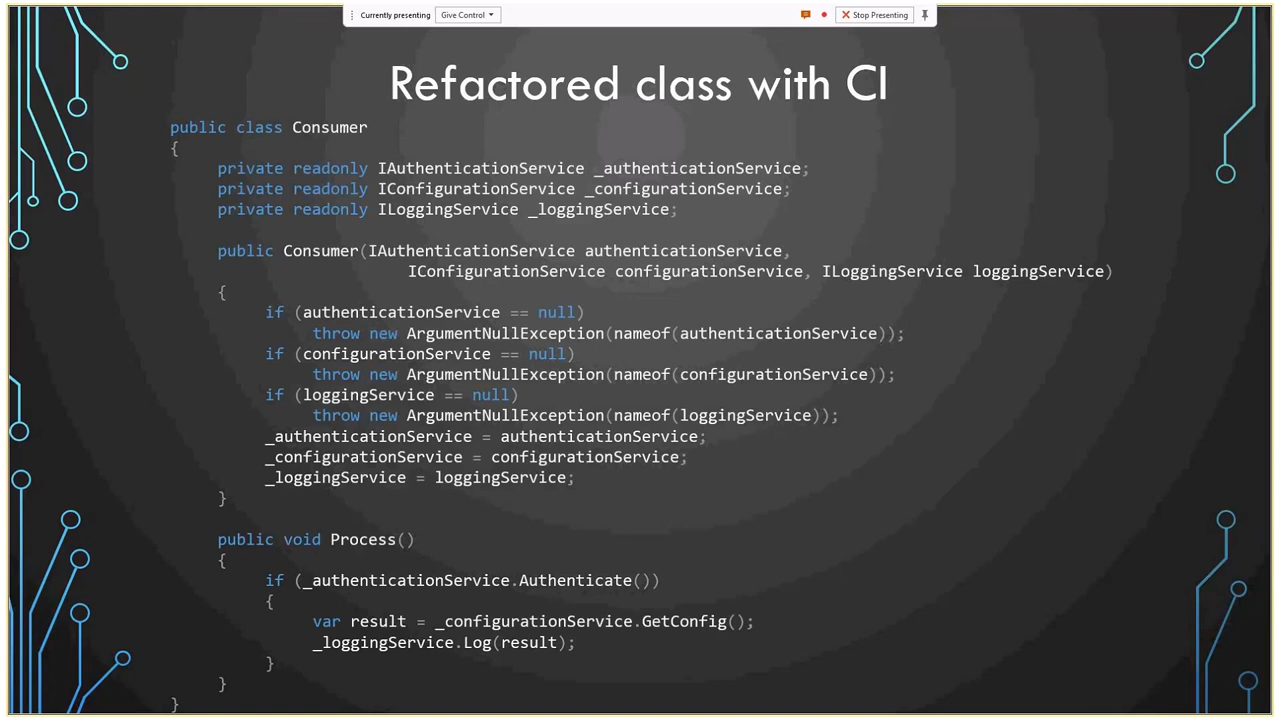 Currently presenting Give Control Stop Presenting
Refactored class with CI
public class Consumer
{
private readonly IAuthenticationService _authenticationService;
private readonly IConfigurationService _configurationService;
private readonly ILoggingService _loggingService;
public Consumer(IAuthenticationService authenticationService,
IConfigurationService configurationService, ILoggingService loggingService)
{
if (authenticationService == null)
throw new ArgumentNullException(nameof(authenticationService));
if (configurationService == null)
throw new ArgumentNullException(nameof(configurationService));
if (loggingService == null)
throw new ArgumentNullException(nameof(loggingService));
_authenticationService = authenticationService;
_configurationService = configurationService;
_loggingService = loggingService;
}
public void Process()
{
if (_authenticationService.Authenticate())
{
var result = _configurationService.GetConfig();
_loggingService.Log(result);
}
}
}